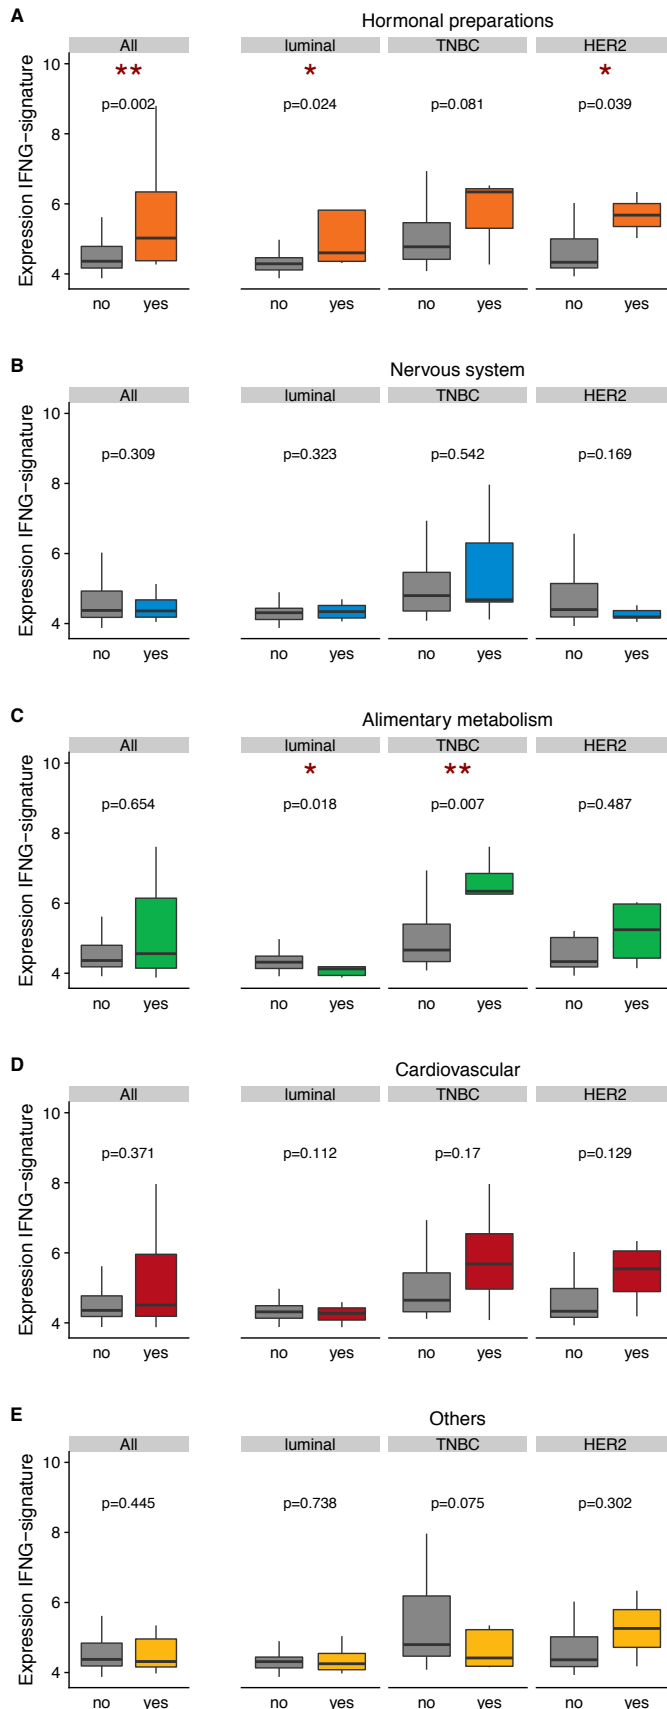 A
Hormonal preparations
All luminal TNBC HER2
** * *
p=0.002 p=0.024 p=0.081 p=0.039
Expression IFNG−signature
10
8
6
4
no yes no yes no yes no yes
B
Nervous system
All luminal TNBC HER2
p=0.309 p=0.323 p=0.542 p=0.169
Expression IFNG−signature
10
8
6
4
no yes no yes no yes no yes
C
Alimentary metabolism
All luminal TNBC HER2
* **
p=0.654 p=0.018 p=0.007 p=0.487
Expression IFNG−signature
10
8
6
4
no yes no yes no yes no yes
D
Cardiovascular
All luminal TNBC HER2
p=0.371 p=0.112 p=0.17 p=0.129
Expression IFNG−signature
10
8
6
4
no yes no yes no yes no yes
E
Others
All luminal TNBC HER2
p=0.445 p=0.738 p=0.075 p=0.302
Expression IFNG−signature
10
8
6
4
no yes no yes no yes no yes